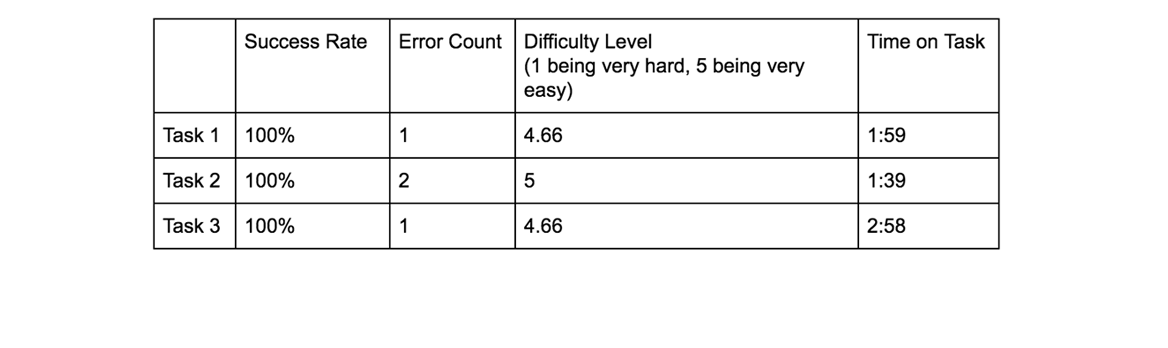 Success Rate Error Count Difficulty Level Time on Task
(1 being very hard, 5 being very
easy)
Task 1 100% 1 4.66 1:59
Task 2 100% 2 5 1:39
Task 3 100% 1 4.66 2:58